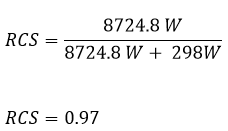 RCS = 8724.8 W / 8724.8 W + 298W
RCS = 0.97